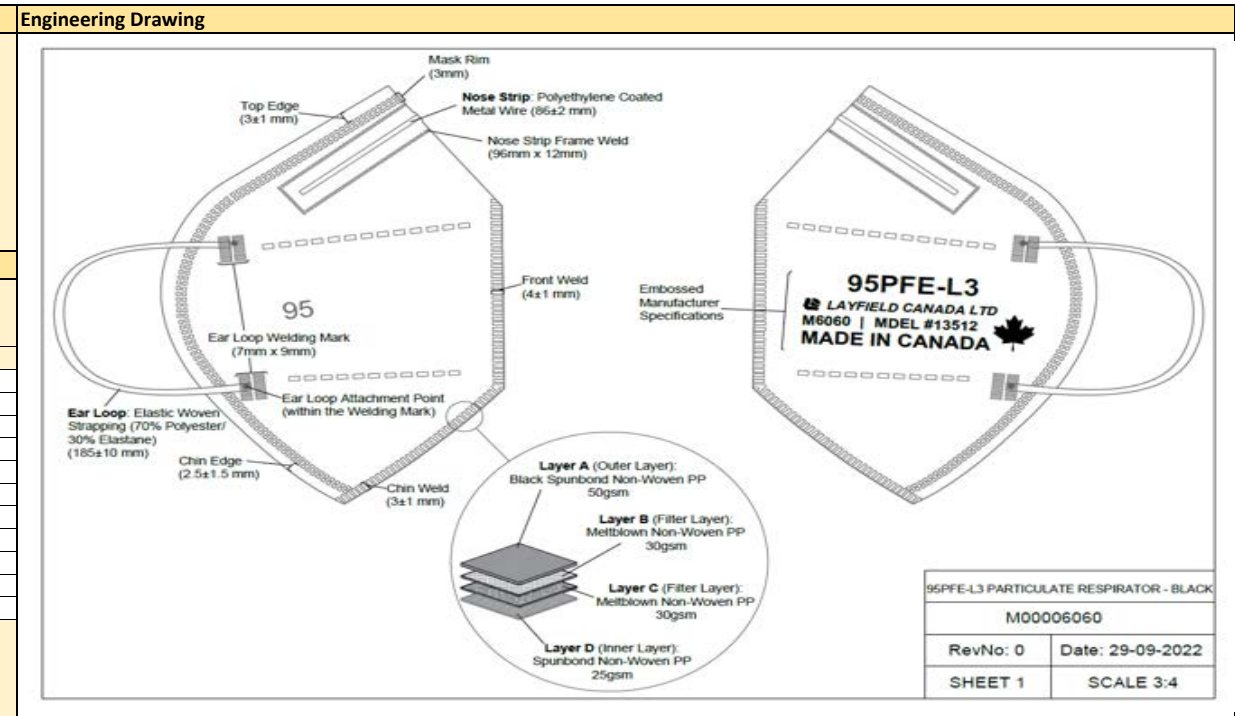 Engineering Drawing
Mask Rim
(3mm)
Top Edge
(3±1 mm)
Nose Strip: Polyethylene Coated
Metal Wire (86±2 mm)
Nose Strip Frame Weld
(96mm x 12mm)
Front Weld
(4±1 mm)
95
Ear Loop Welding Mark
(7mm x 9mm)
Ear Loop Attachment Point
(within the Welding Mark)
Ear Loop: Elastic Woven
Strapping (70% Polyester/
30% Elastane)
(185±10 mm)
Chin Edge
(2.5±1.5 mm)
Chin Weld
(3±1 mm)
Embossed
Manufacturer
Specifications
95PFE-L3
LAYFIELD CANADA LTD
M6060 | MDEL #13512
MADE IN CANADA
Layer A (Outer Layer):
Black Spunbond Non-Woven PP
50gsm
Layer B (Filter Layer):
Meltblown Non-Woven PP
30gsm
Layer C (Filter Layer):
Meltblown Non-Woven PP
30gsm
Layer D (Inner Layer):
Spunbond Non-Woven PP
25gsm
95PFE-L3 PARTICULATE RESPIRATOR - BLACK
M00006060
RevNo: 0
Date: 29-09-2022
SHEET 1
SCALE 3:4